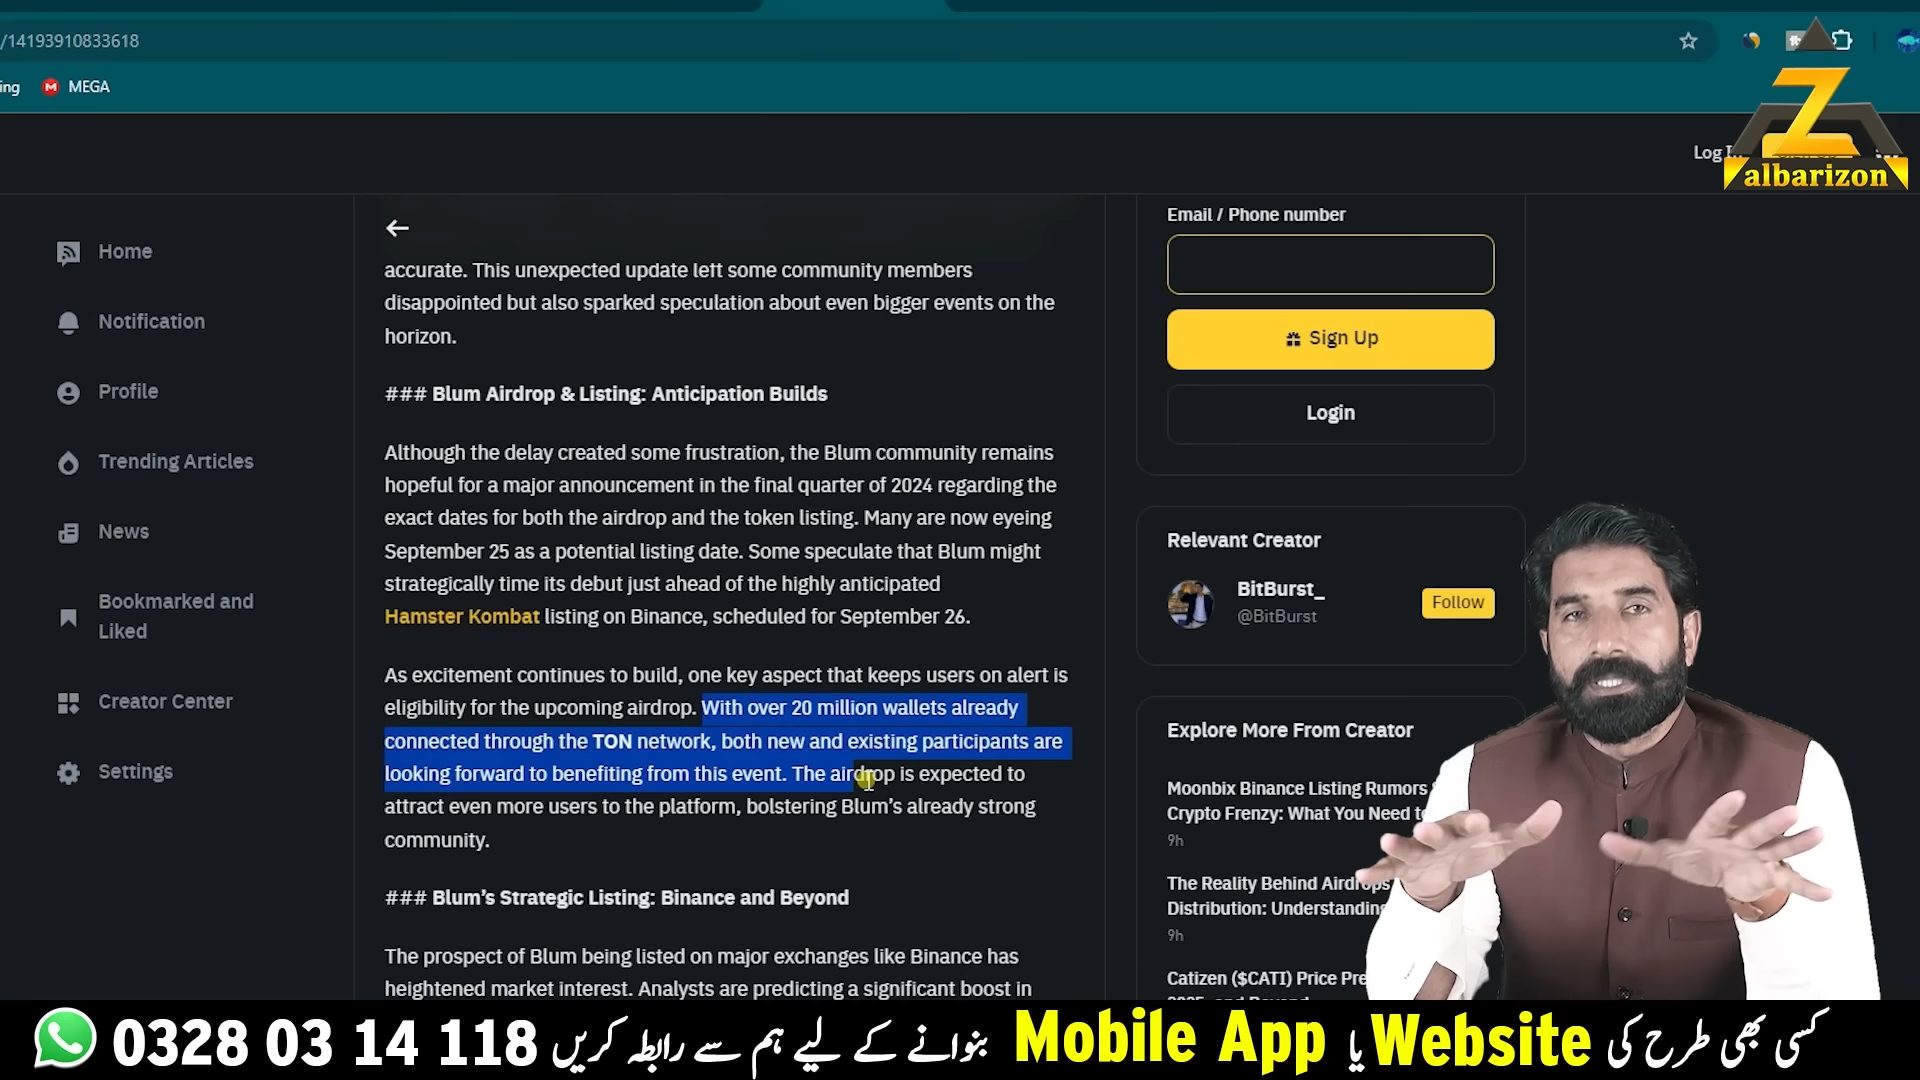 /14193910833618
ing
MEGA
Log
Z
albarizon
Home
Notification
Profile
Trending Articles
News
Bookmarked and
Liked
Creator Center
Settings
accurate. This unexpected update left some community members
disappointed but also sparked speculation about even bigger events on the
horizon.
### Blum Airdrop & Listing: Anticipation Builds
Although the delay created some frustration, the Blum community remains
hopeful for a major announcement in the final quarter of 2024 regarding the
exact dates for both the airdrop and the token listing. Many are now eyeing
September 25 as a potential listing date. Some speculate that Blum might
strategically time its debut just ahead of the highly anticipated
Hamster Kombat listing on Binance, scheduled for September 26.
As excitement continues to build, one key aspect that keeps users on alert is
eligibility for the upcoming airdrop. With over 20 million wallets already
connected through the TON network, both new and existing participants are
looking forward to benefiting from this event. The airdrop is expected to
attract even more users to the platform, bolstering Blum’s already strong
community.
### Blum’s Strategic Listing: Binance and Beyond
The prospect of Blum being listed on major exchanges like Binance has
heightened market interest. Analysts are predicting a significant boost in
Email / Phone number
Sign Up
Login
Relevant Creator
BitBurst_
@BitBurst
Follow
Explore More From Creator
Moonbix Binance Listing Rumors
Crypto Frenzy: What You Need to
9h
The Reality Behind Airdrops
Distribution: Understanding
9h
Catizen ($CATI) Price Pre
کسی بھی طرح کی Website یا Mobile App بنوانے کے لیے ہم سے رابطہ کریں 0328 03 14 118